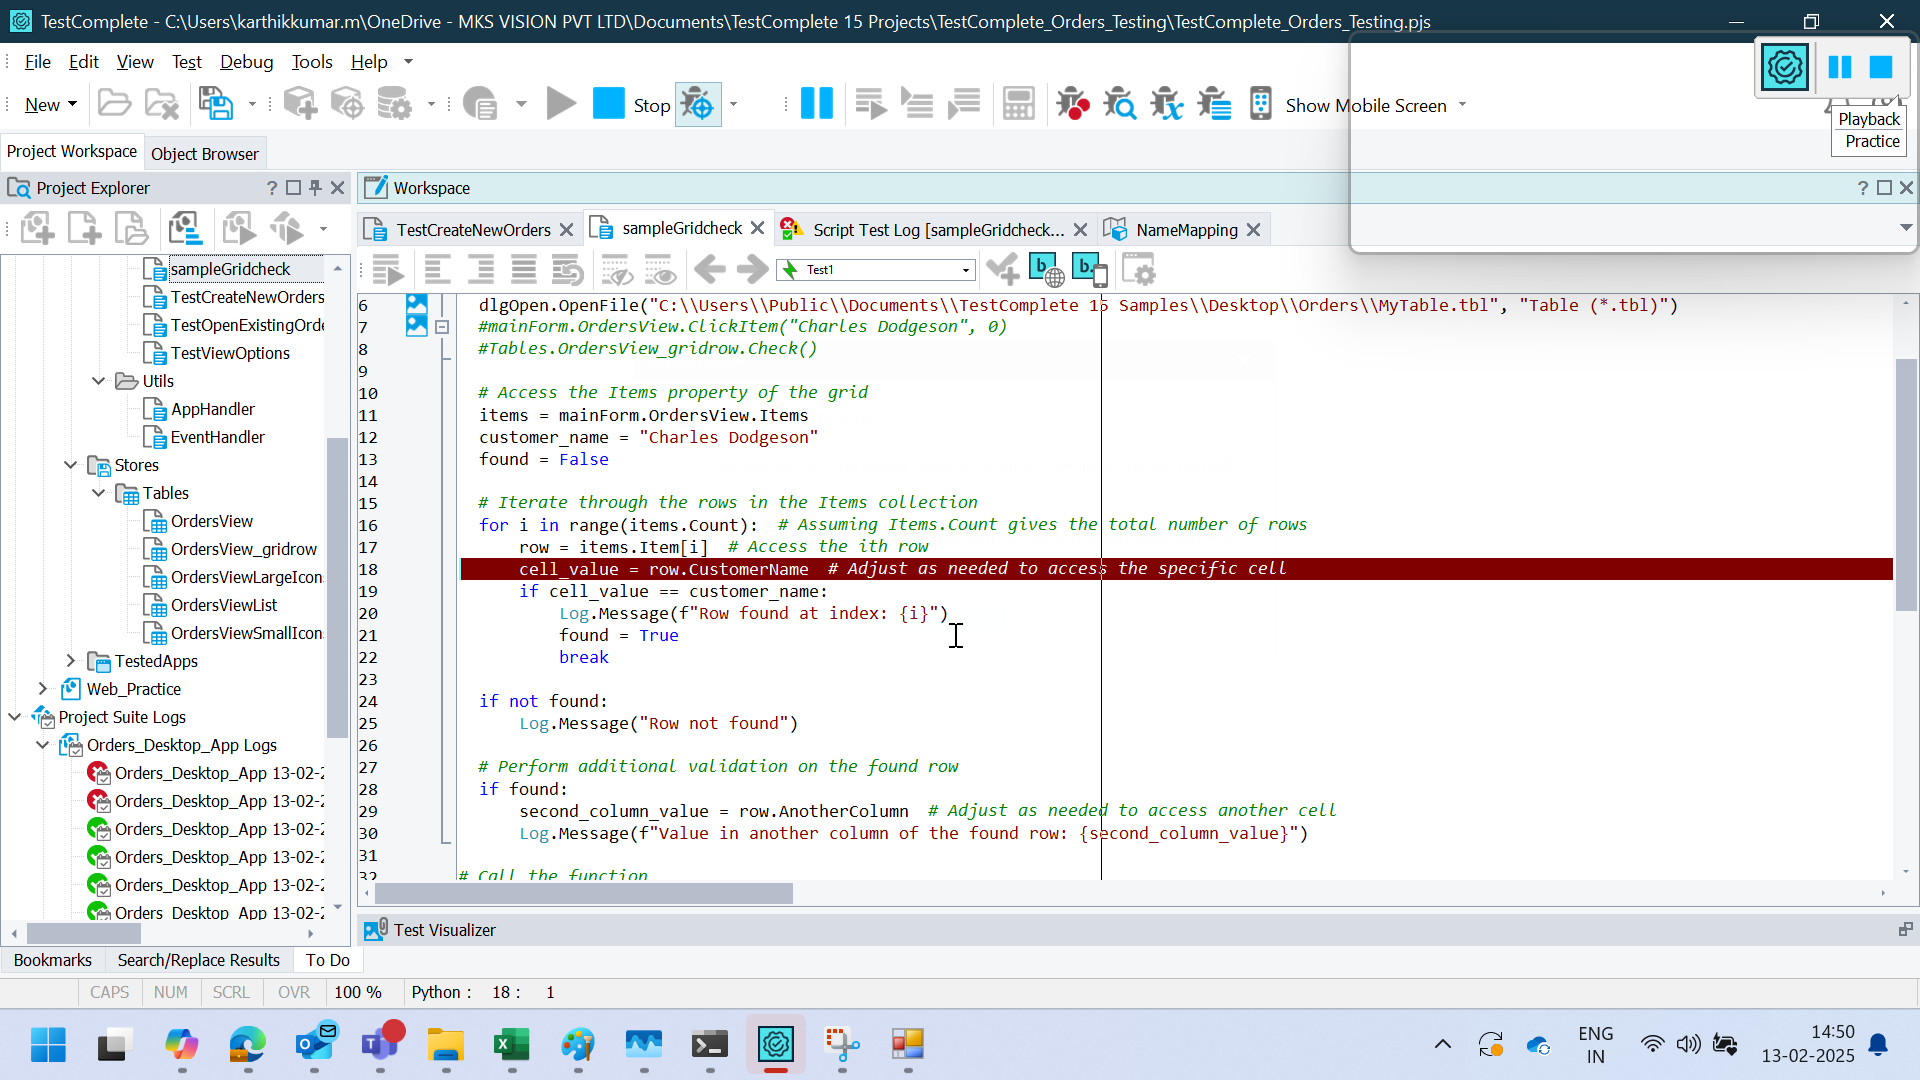 TestComplete - C:\Users\karthikkumar.m\OneDrive - MKS VISION PVT LTD\Documents\TestComplete 15 Projects\TestComplete_Orders_Testing\TestComplete_Orders_Testing.pjs
File Edit View Test Debug Tools Help
New Stop Show Mobile Screen
Playback
Practice
Project Workspace Object Browser
Project Explorer
Workspace
TestCreateNewOrders sampleGridcheck Script Test Log [sampleGridcheck... NameMapping
Test1
sampleGridcheck
TestCreateNewOrders
TestOpenExistingOrde
TestViewOptions
Utils
AppHandler
EventHandler
Stores
Tables
OrdersView
OrdersView_gridrow
OrdersViewLargeIcon
OrdersViewList
OrdersViewSmallIcon
TestedApps
Web_Practice
Project Suite Logs
Orders_Desktop_App Logs
Orders_Desktop_App 13-02-2
Orders_Desktop_App 13-02-2
Orders_Desktop_App 13-02-2
Orders_Desktop_App 13-02-2
Orders_Desktop_App 13-02-2
Orders_Desktop_App 13-02-2
6 dlgOpen.OpenFile("C:\\Users\\Public\\Documents\\TestComplete 15 Samples\\Desktop\\Orders\\MyTable.tbl", "Table (*.tbl)")
7 #mainForm.OrdersView.ClickItem("Charles Dodgeson", 0)
8 #Tables.OrdersView_gridrow.Check()
9
10 # Access the Items property of the grid
11 items = mainForm.OrdersView.Items
12 customer_name = "Charles Dodgeson"
13 found = False
14
15 # Iterate through the rows in the Items collection
16 for i in range(items.Count): # Assuming Items.Count gives the total number of rows
17 row = items.Item[i] # Access the ith row
18 cell_value = row.CustomerName # Adjust as needed to access the specific cell
19 if cell_value == customer_name:
20 Log.Message(f"Row found at index: {i}")
21 found = True
22 break
23
24 if not found:
25 Log.Message("Row not found")
26
27 # Perform additional validation on the found row
28 if found:
29 second_column_value = row.AnotherColumn # Adjust as needed to access another cell
30 Log.Message(f"Value in another column of the found row: {second_column_value}")
31
32 # Call the function
Test Visualizer
Bookmarks Search/Replace Results To Do
CAPS NUM SCRL OVR 100 % Python : 18 : 1
ENG
IN
14:50
13-02-2025